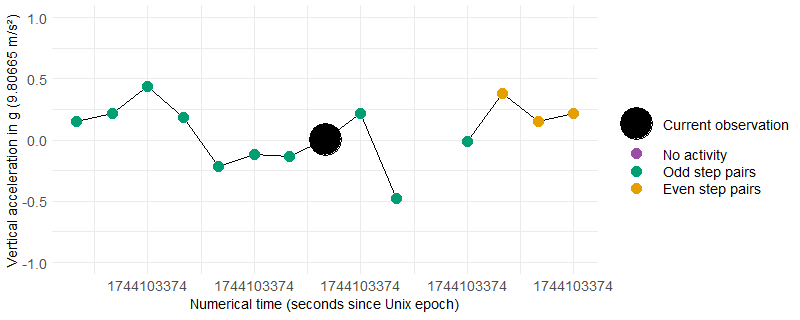 Vertical acceleration in g (9.80665 m/s²)
1.0
0.5
0.0
-0.5
-1.0
1744103374 1744103374 1744103374 1744103374 1744103374
Numerical time (seconds since Unix epoch)
Current observation
No activity
Odd step pairs
Even step pairs